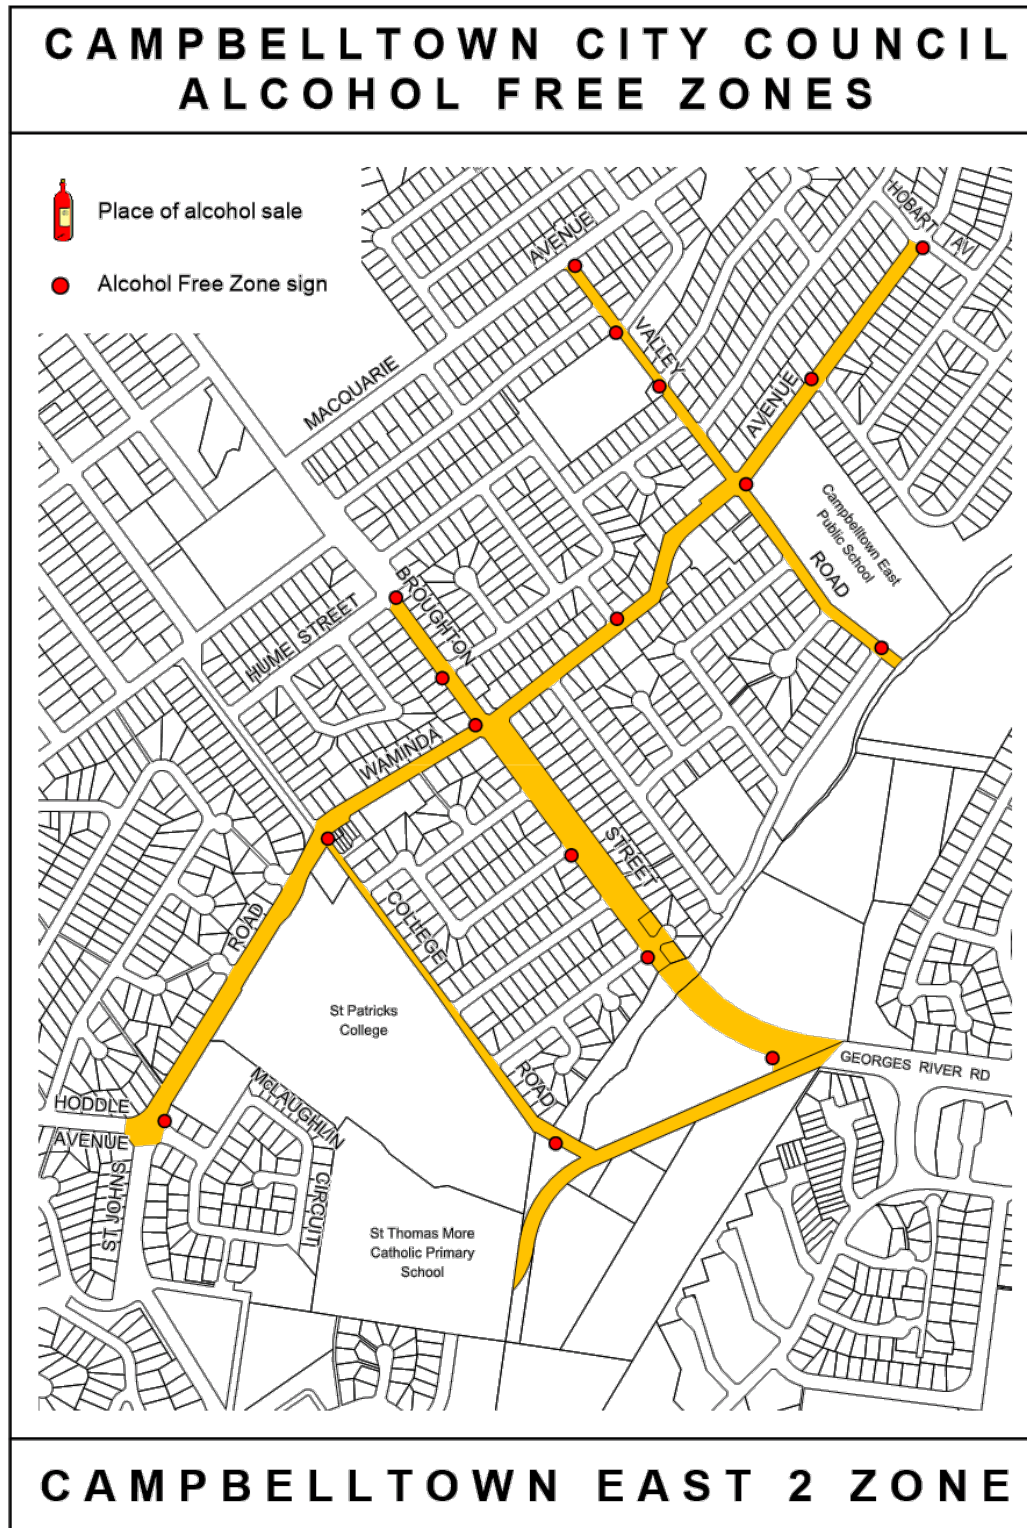 CAMPBELLTOWN CITY COUNCIL
ALCOHOL FREE ZONES
Place of alcohol sale
Alcohol Free Zone sign
AVENUE
HOBART AV
VALLEY
MACQUARIE
AVENUE
Campbelltown East
Public School
ROAD
BROUGHTON
HUME STREET
WAMINDA
STREET
COLLEGE
ROAD
St Patricks
College
GEORGES RIVER RD
ROAD
McLAUGHLIN
HODDLE
AVENUE
ST JOHNS
CIRCUIT
St Thomas More
Catholic Primary
School
CAMPBELLTOWN EAST 2 ZONE